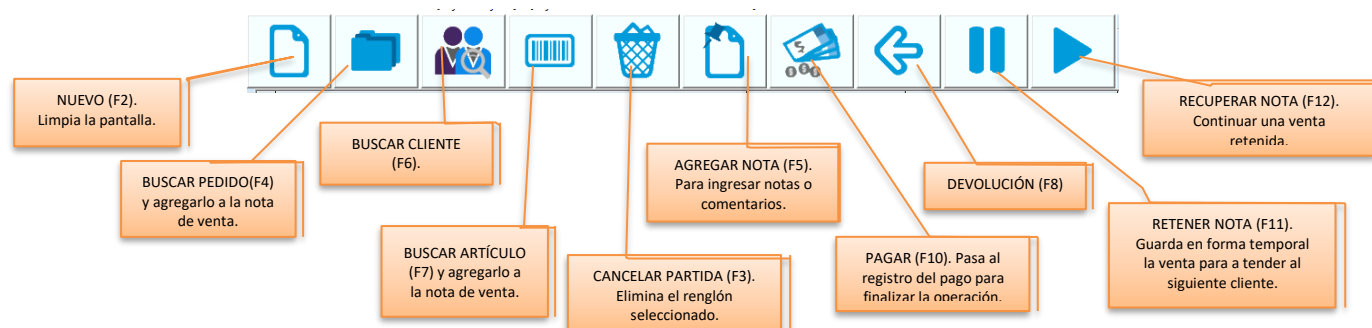 NUEVO (F2).
Limpia la pantalla.
BUSCAR PEDIDO(F4)
y agregarlo a la nota
de venta.
BUSCAR CLIENTE
(F6).
BUSCAR ARTÍCULO
(F7) y agregarlo a
la nota de venta.
CANCELAR PARTIDA (F3).
Elimina el renglón
seleccionado.
AGREGAR NOTA (F5).
Para ingresar notas o
comentarios.
PAGAR (F10). Pasa al
registro del pago para
finalizar la operación.
DEVOLUCIÓN (F8)
RETENER NOTA (F11).
Guarda en forma temporal
la venta para a tender al
siguiente cliente.
RECUPERAR NOTA (F12).
Continuar una venta
retenida.